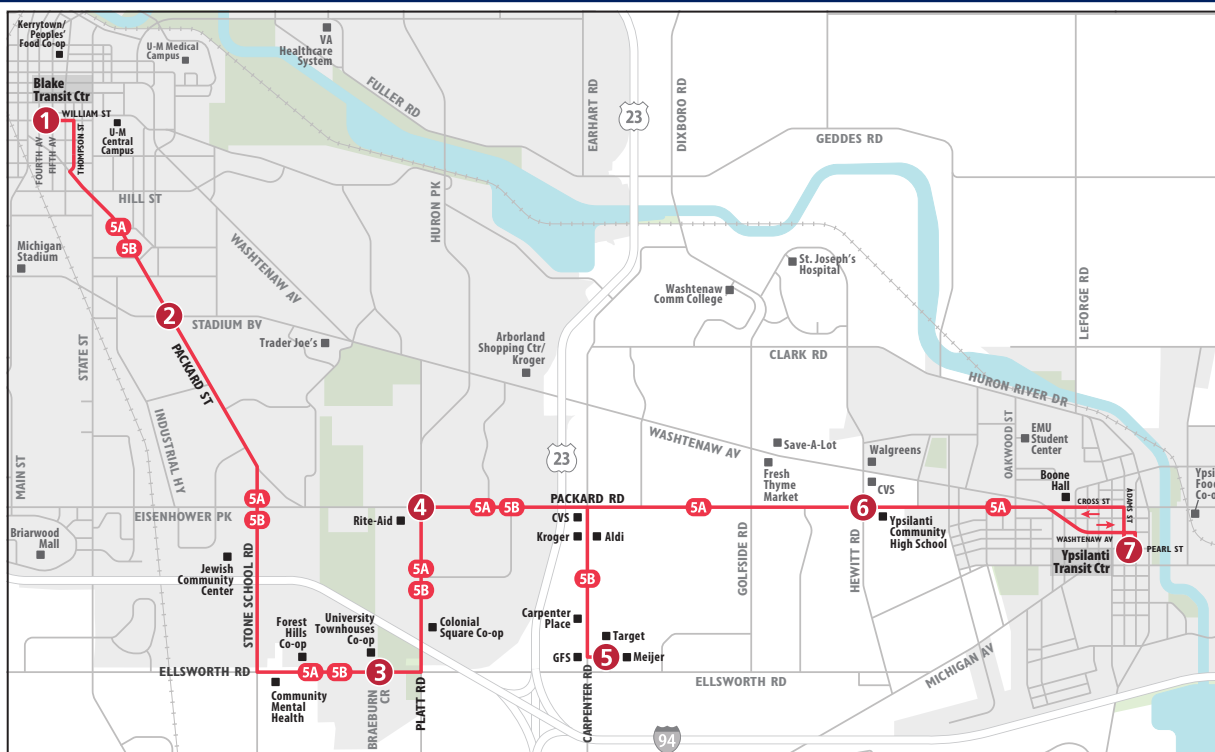 Kerrytown/
Peoples'
Food Co-op
U-M Medical
Campus
VA
Healthcare
System
Blake
Transit Ctr
1
WILLIAM ST
U-M
Central
Campus
FOURTH AV
FIFTH AV
THOMPSON ST
HILL ST
5A
5B
Michigan
Stadium
WASHTENAW AV
2
STADIUM BV
Trader Joe's
PACKARD ST
STATE ST
INDUSTRIAL HY
MAIN ST
FULLER RD
HURON PK
EARHART RD
23
DIXBORO RD
GEDDES RD
St. Joseph's
Hospital
Washtenaw
Comm College
LEFORGE RD
Arborland
Shopping Ctr/
Kroger
CLARK RD
HURON RIVER DR
23
WASHTENAW AV
Save-A-Lot
Fresh
Thyme
Market
Walgreens
CVS
OAKWOOD ST
EMU
Student
Center
Boone
Hall
5A
5B
EISENHOWER PK
Briarwood
Mall
Jewish
Community
Center
STONE SCHOOL RD
Rite-Aid
4
5A
5B
PACKARD RD
5A
6
5A
CROSS ST
ADAMS ST
Ypsi
Food
Co-o
WASHTENAW AV
7
PEARL ST
Ypsilanti
Transit Ctr
CVS
Kroger
Aldi
GOLFSIDE RD
HEWITT RD
Ypsilanti
Community
High School
5A
5B
5B
Forest
Hills
Co-op
University
Townhouses
Co-op
Colonial
Square Co-op
Carpenter
Place
Target
GFS
5
Meijer
ELLSWORTH RD
5A
5B
3
ELLSWORTH RD
Community
Mental
Health
BRAEBURN
CR
PLATT RD
CARPENTER RD
MICHIGAN AV
94